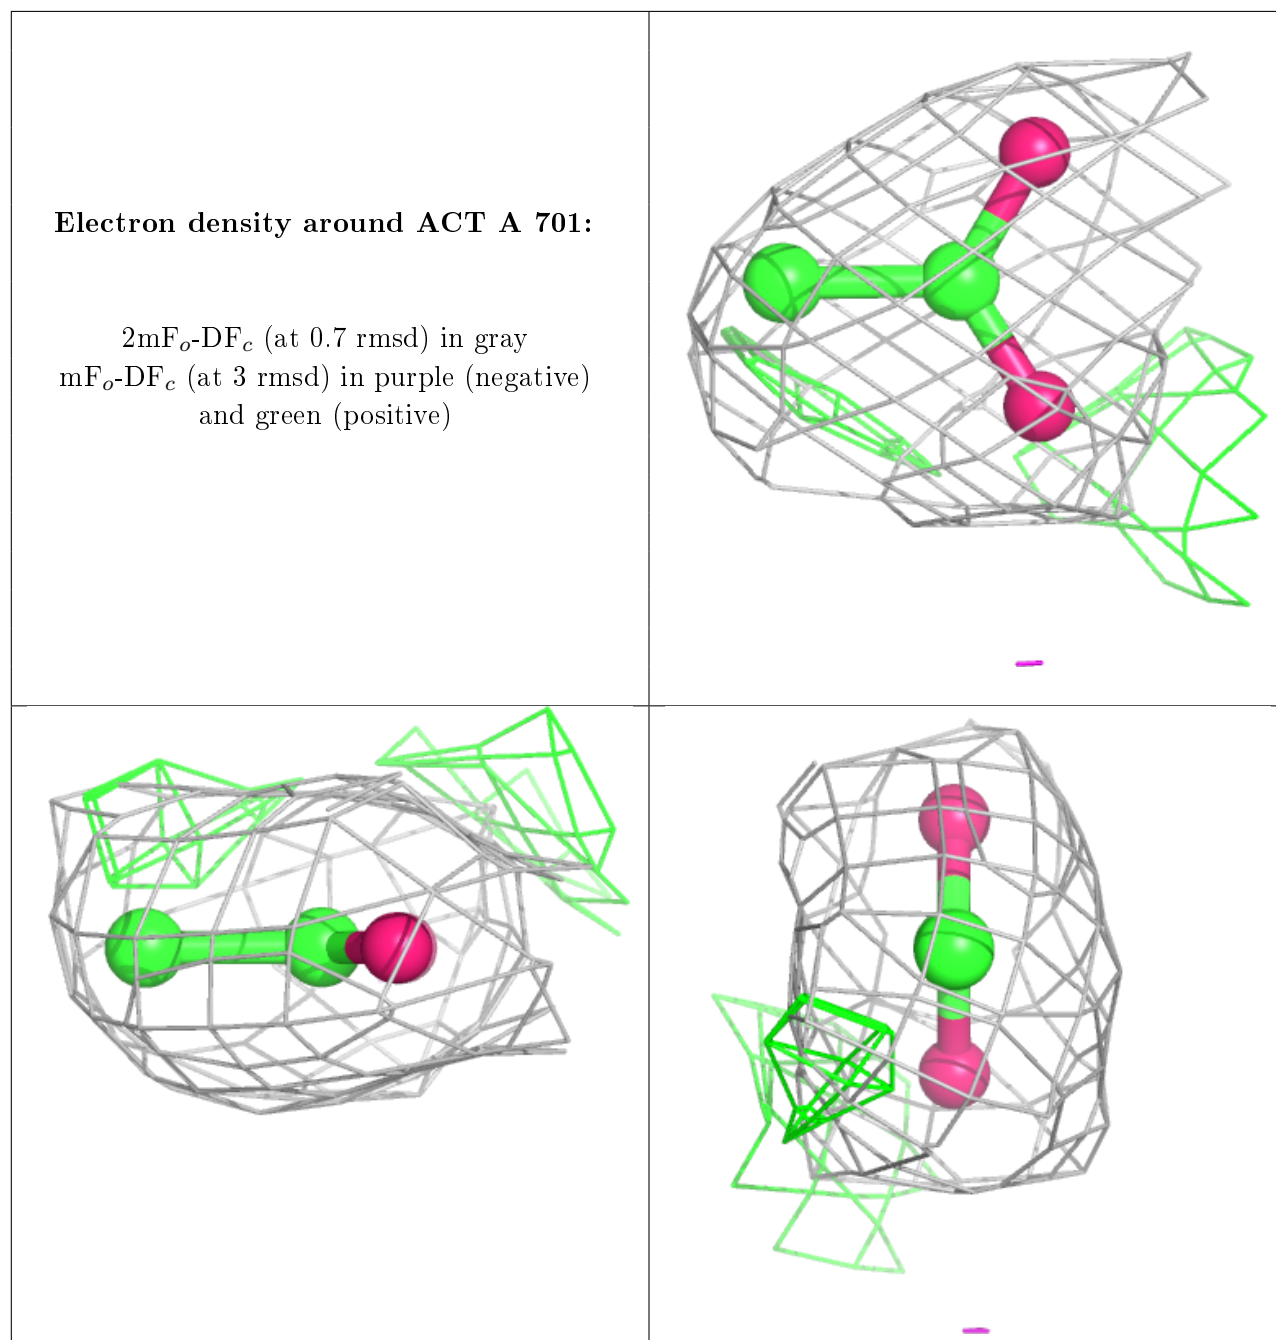 Electron density around ACT A 701:
2mFₒ-DF𝒸 (at 0.7 rmsd) in gray
mFₒ-DF𝒸 (at 3 rmsd) in purple (negative)
and green (positive)